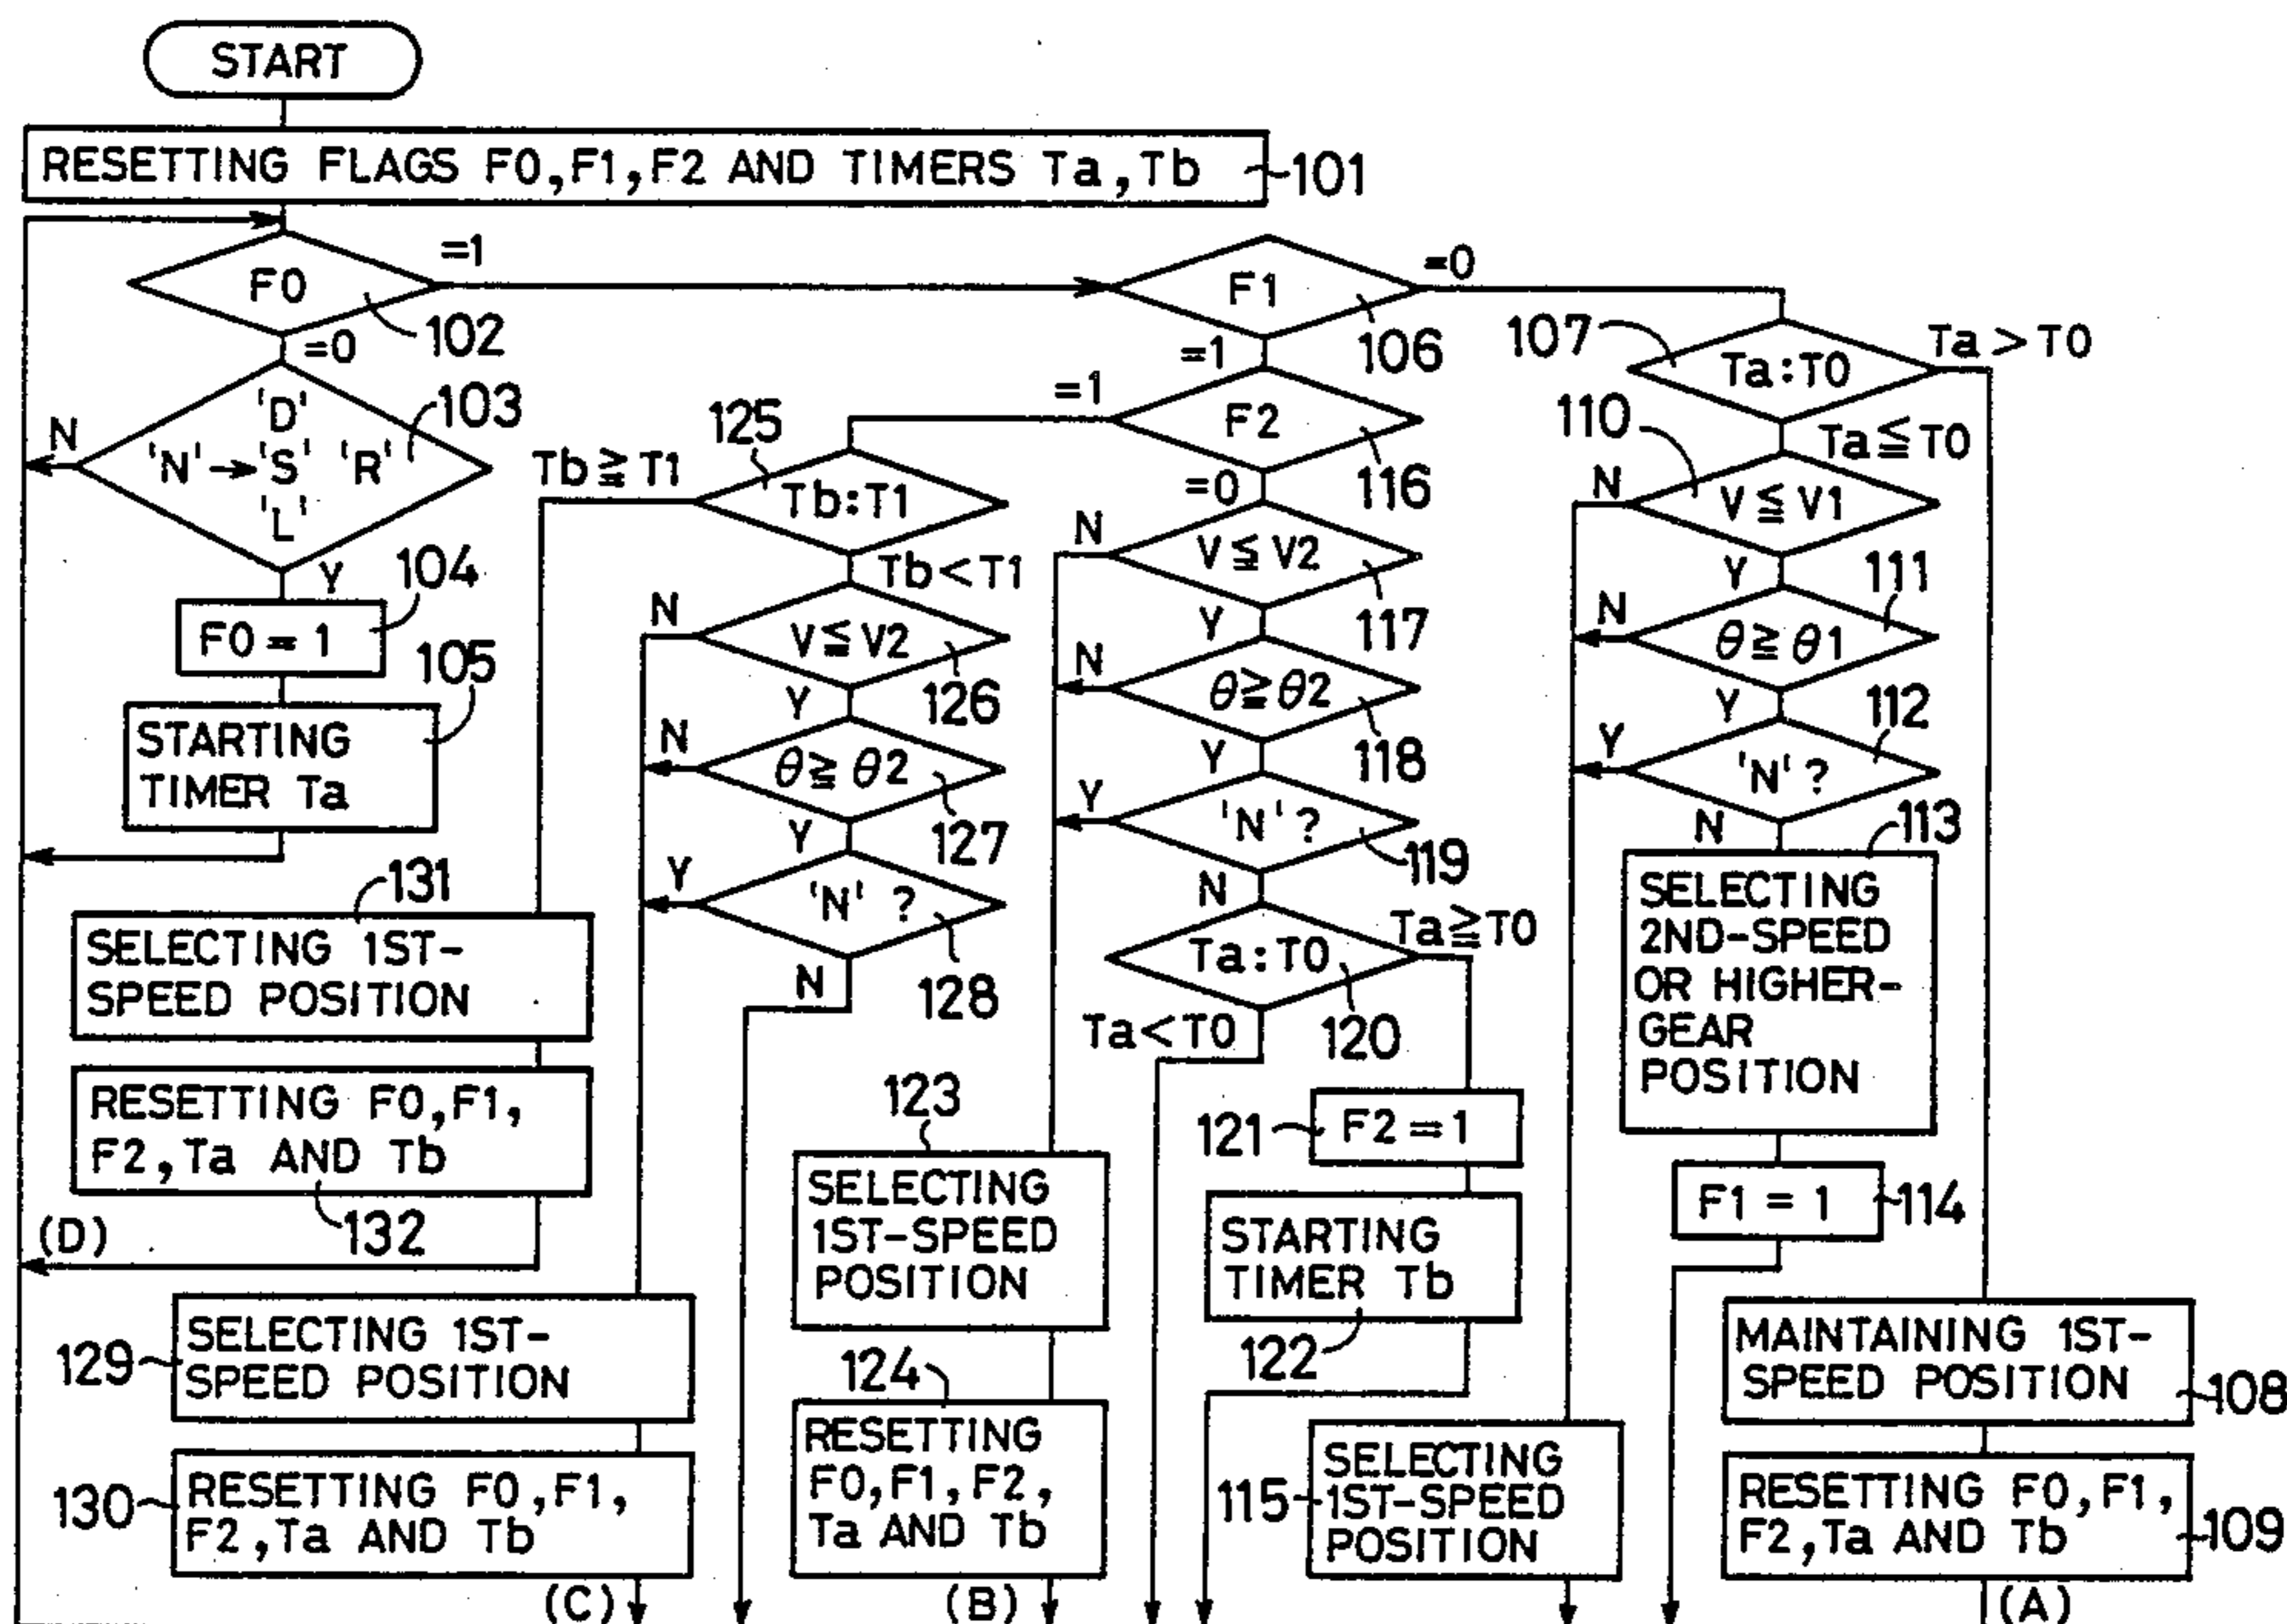 START
RESETTING FLAGS F0,F1,F2 AND TIMERS Ta,Tb
101
F0
=1
=0
102
'D'
'N'→'S' 'R'
'L'
103
N
Y
F0=1
104
STARTING
TIMER Ta
105
F1
=0
=1
106
Ta:T0
107
Ta>T0
Ta≦T0
V≦V1
110
N
Y
θ≧θ1
111
N
Y
'N'?
112
Y
N
SELECTING
2ND-SPEED
OR HIGHER-
GEAR
POSITION
113
F1=1
114
MAINTAINING 1ST-
SPEED POSITION
108
RESETTING F0,F1,
F2,Ta AND Tb
109
(A)
SELECTING
1ST-SPEED
POSITION
115
F2
=1
=0
116
V≦V2
117
N
Y
θ≧θ2
118
N
Y
'N'?
119
Y
N
Ta:T0
120
Ta≧T0
Ta<T0
F2=1
121
STARTING
TIMER Tb
122
SELECTING
1ST-SPEED
POSITION
123
RESETTING
F0,F1,F2,
Ta AND Tb
124
(B)
Tb:T1
125
Tb≧T1
Tb<T1
V≦V2
126
N
Y
θ≧θ2
127
N
Y
'N' ?
128
Y
N
SELECTING 1ST-
SPEED POSITION
129
RESETTING F0,F1,
F2,Ta AND Tb
130
(C)
SELECTING 1ST-
SPEED POSITION
131
RESETTING F0,F1,
F2,Ta AND Tb
132
(D)